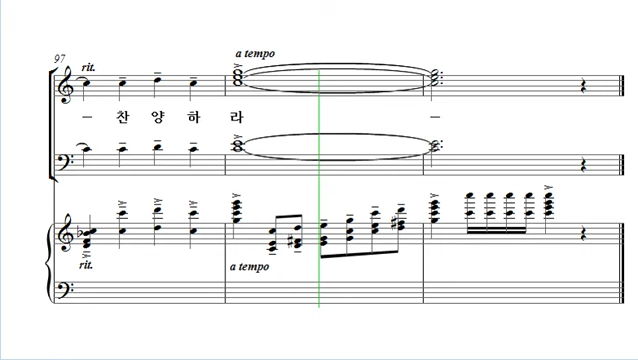 97
rit.
a tempo
– 찬 양 하 라 –
rit.
a tempo